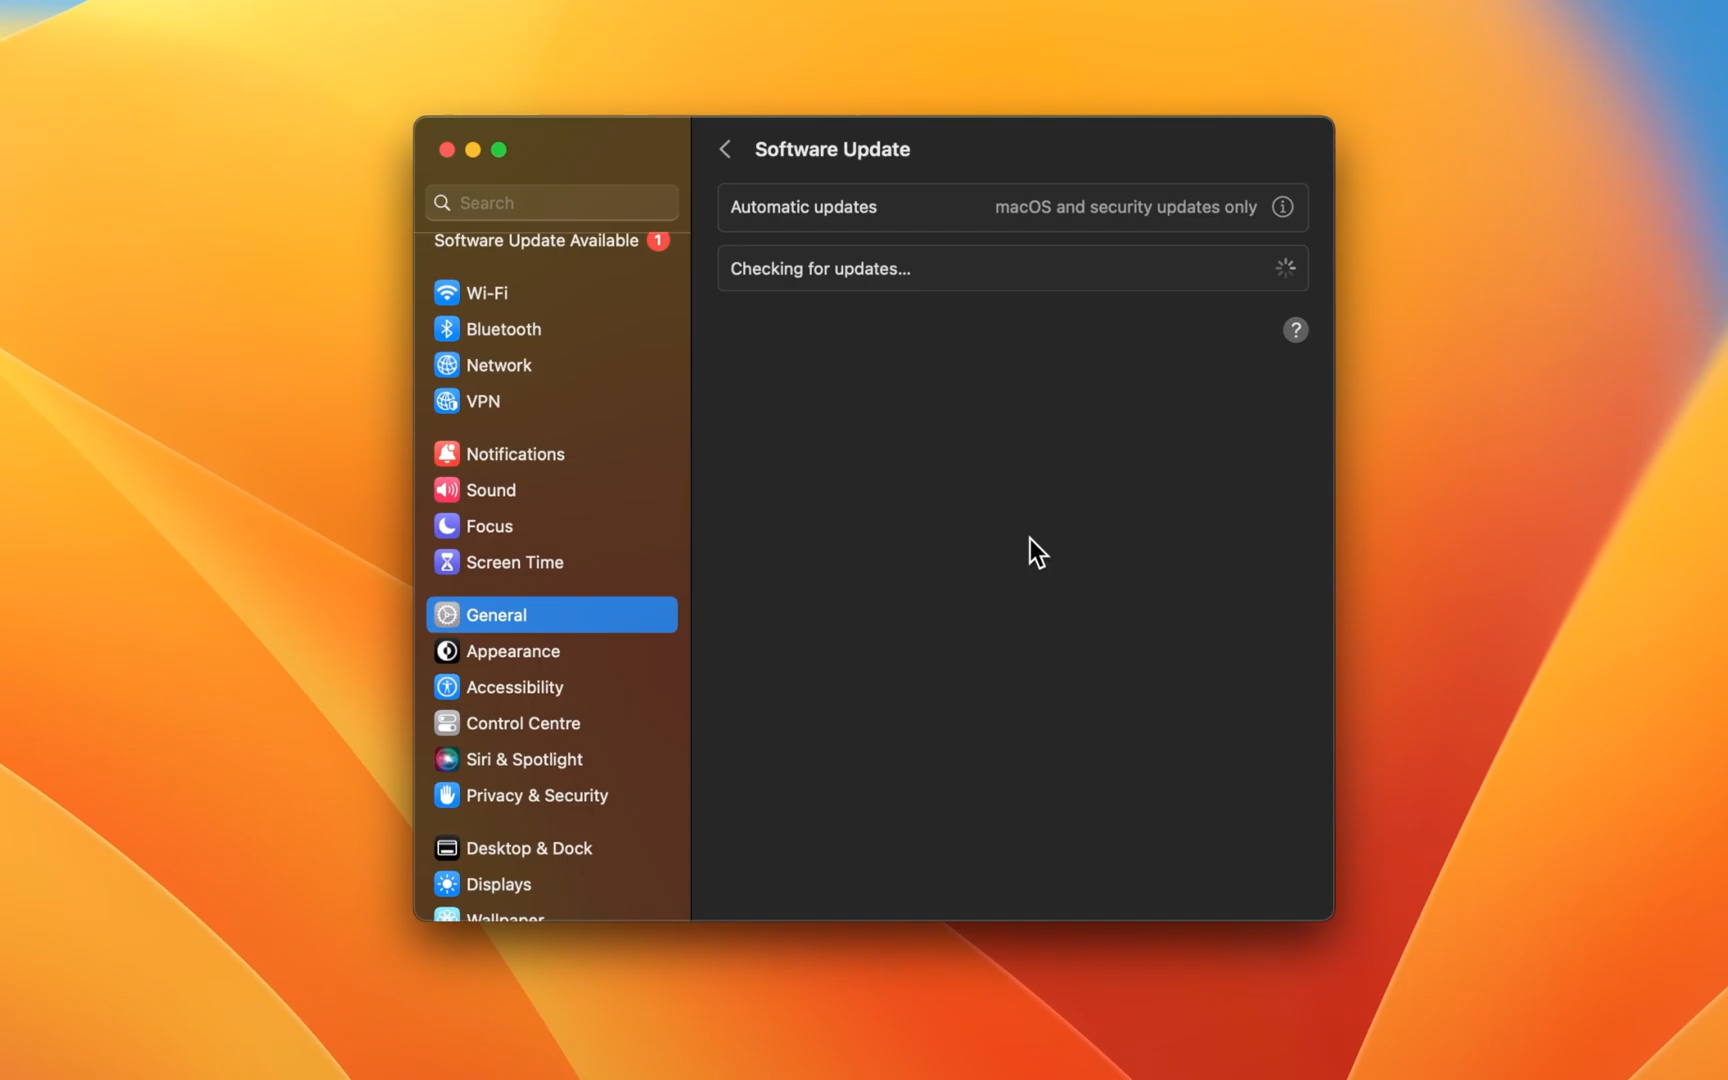 Software Update
Search
Automatic updates macOS and security updates only
Software Update Available 1
Checking for updates...
Wi-Fi
?
Bluetooth
Network
VPN
Notifications
Sound
Focus
Screen Time
General
Appearance
Accessibility
Control Centre
Siri & Spotlight
Privacy & Security
Desktop & Dock
Displays
Wallpaper